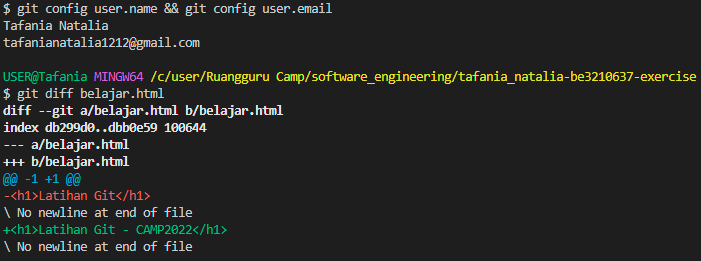 $ git config user.name && git config user.email
Tafania Natalia
tafanianatalia1212@gmail.com
USER@Tafania MINGW64 /c/user/Ruangguru Camp/software_engineering/tafania_natalia-be3210637-exercise
$ git diff belajar.html
diff --git a/belajar.html b/belajar.html
index db299d0..dbb0e59 100644
--- a/belajar.html
+++ b/belajar.html
@@ -1 +1 @@
-<h1>Latihan Git</h1>
\ No newline at end of file
+<h1>Latihan Git - CAMP2022</h1>
\ No newline at end of file